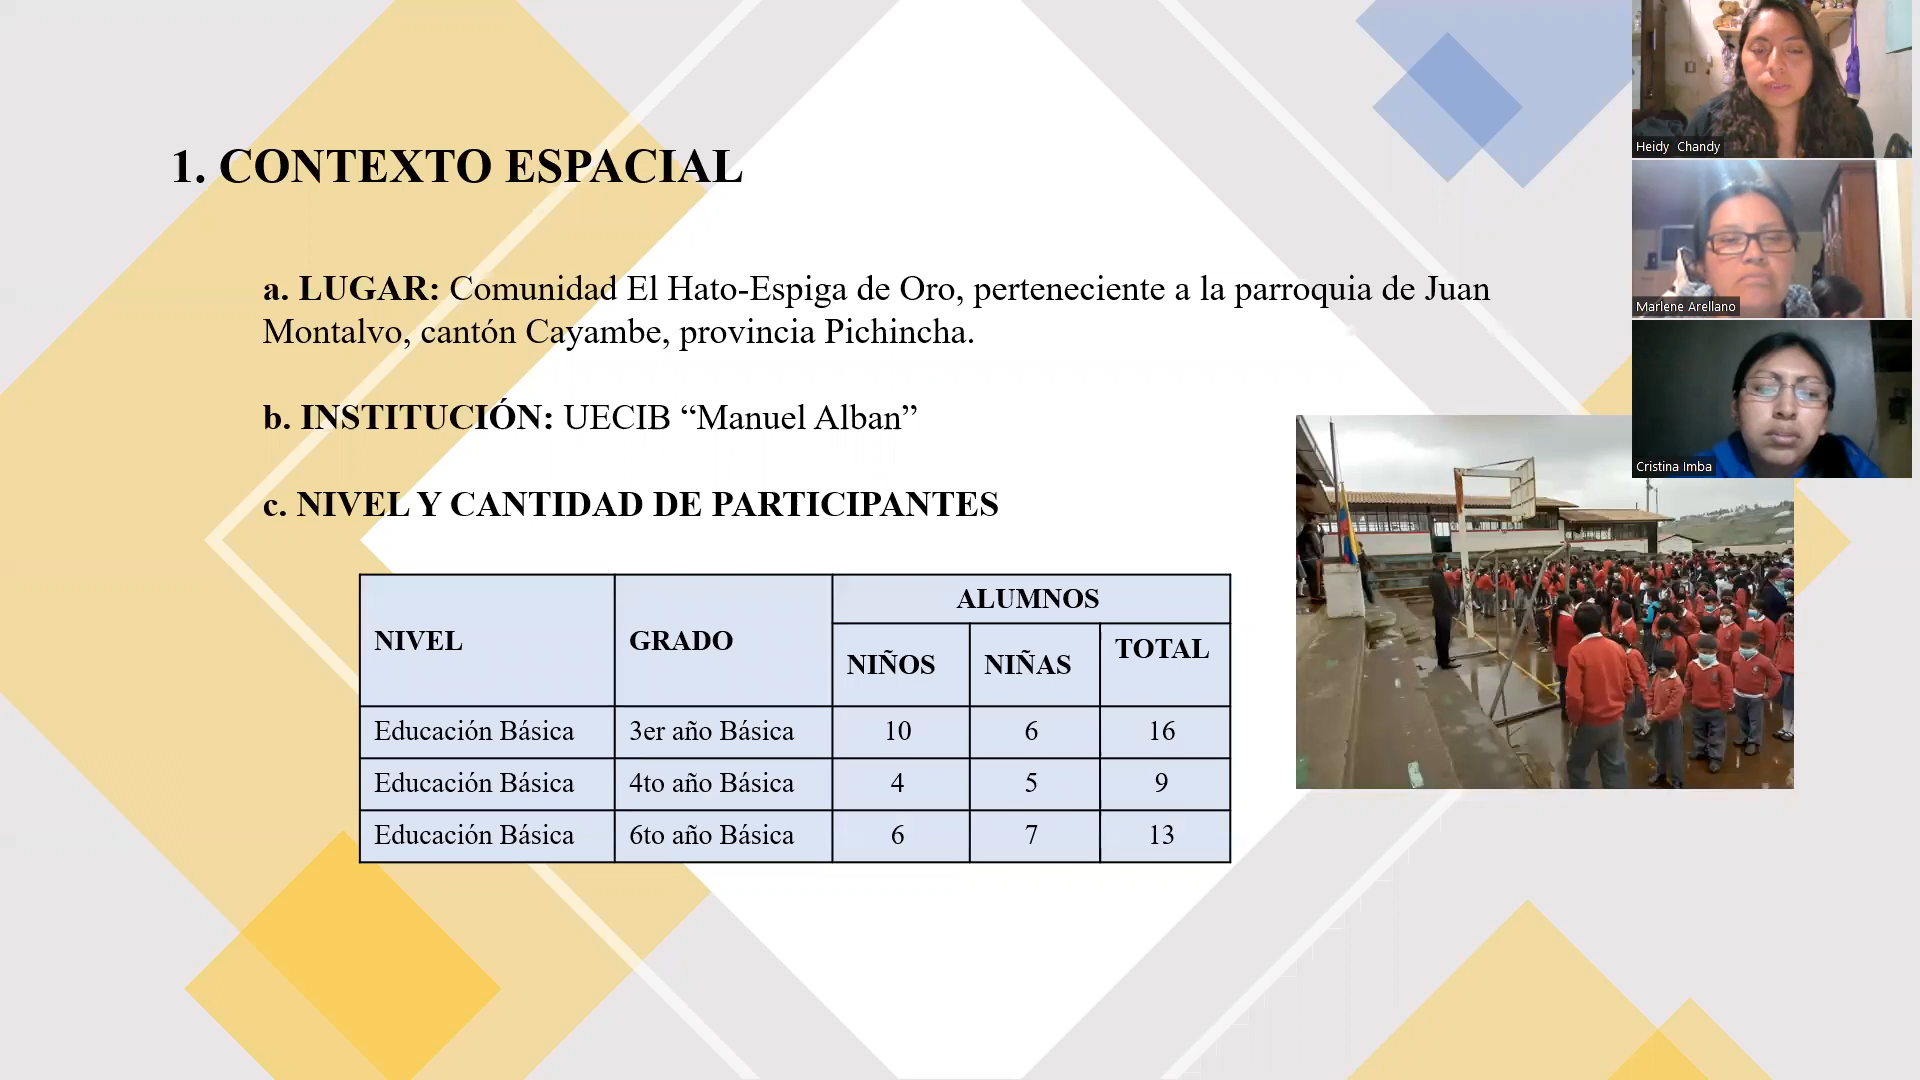 1. CONTEXTO ESPACIAL
a. LUGAR: Comunidad El Hato-Espiga de Oro, perteneciente a la parroquia de Juan
Montalvo, cantón Cayambe, provincia Pichincha.
b. INSTITUCIÓN: UECIB “Manuel Alban”
c. NIVEL Y CANTIDAD DE PARTICIPANTES
NIVEL GRADO ALUMNOS
NIÑOS NIÑAS TOTAL
Educación Básica 3er año Básica 10 6 16
Educación Básica 4to año Básica 4 5 9
Educación Básica 6to año Básica 6 7 13
Heidy Chandy
Marlene Arellano
Cristina Imba